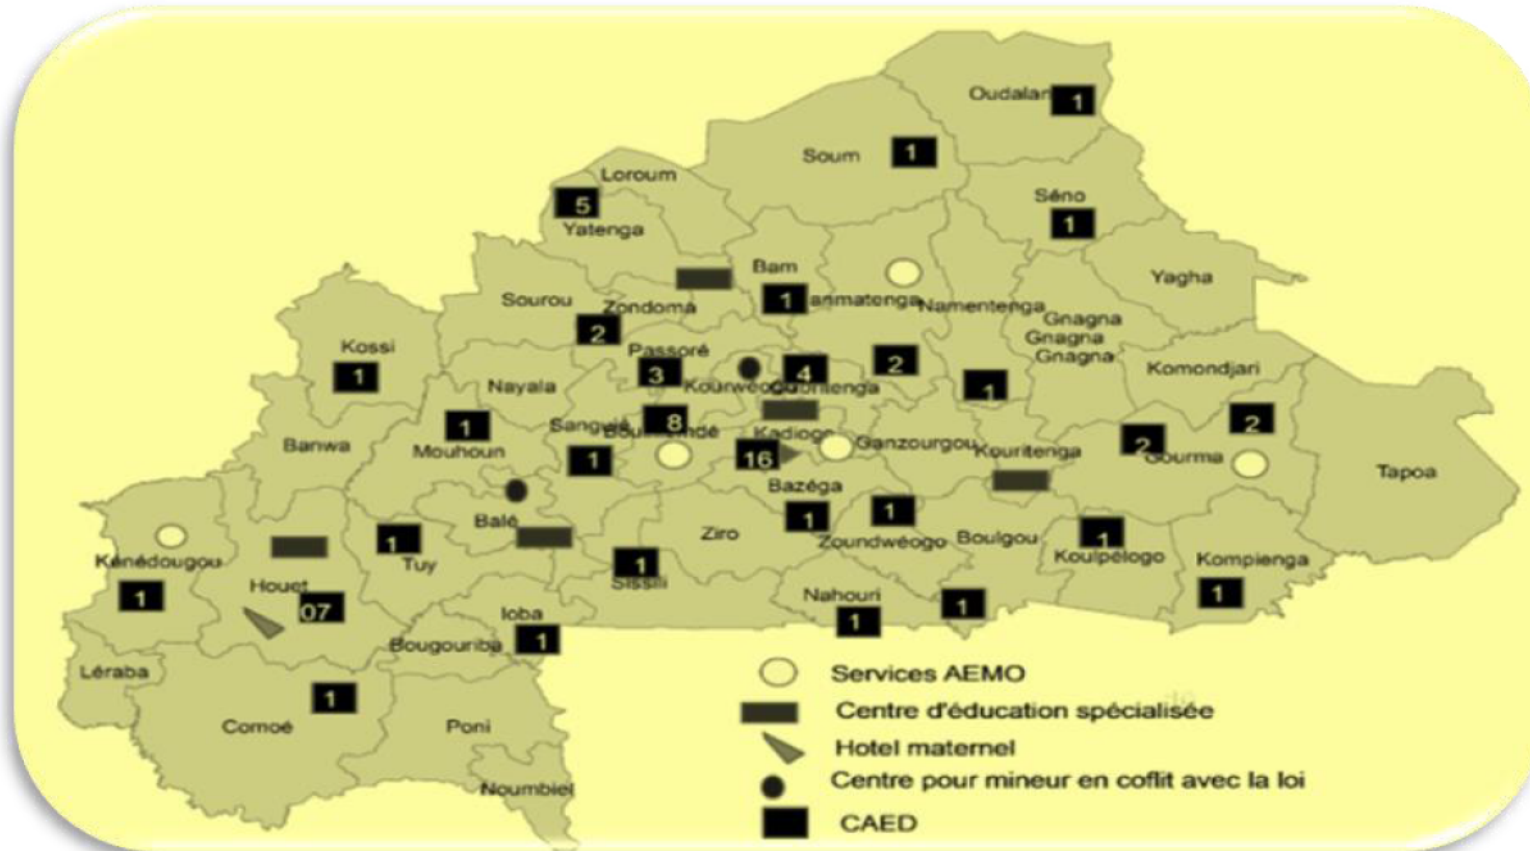 Oudalan
1
Soum
1
Loroum
Séno
1
5
Yatenga
Bam
1
Yagha
Sourou
Zondoma
2
anmatenga
Namentenga
Gnagna
Gnagna
Gnagna
Kossi
1
Passoré
3
Kourwéogo
4
2
1
Komondjari
Nayala
1
Mouhoun
Sanguié
8
1
Kadiogo
16
Ganzourgou
Kouritenga
2
2
Gourma
Tapoa
Banwa
Bazéga
1
1
Zoundwéogo
Boulgou
1
Koulpélogo
Kompienga
1
Balé
Ziro
Kénédougou
1
1
Tuy
1
Sissili
Houet
07
Nahouri
1
1
Ioba
1
Bougouriba
Léraba
1
Comoé
Poni
Noumbiel
Services AEMO
Centre d'éducation spécialisée
Hotel maternel
Centre pour mineur en coflit avec la loi
CAED